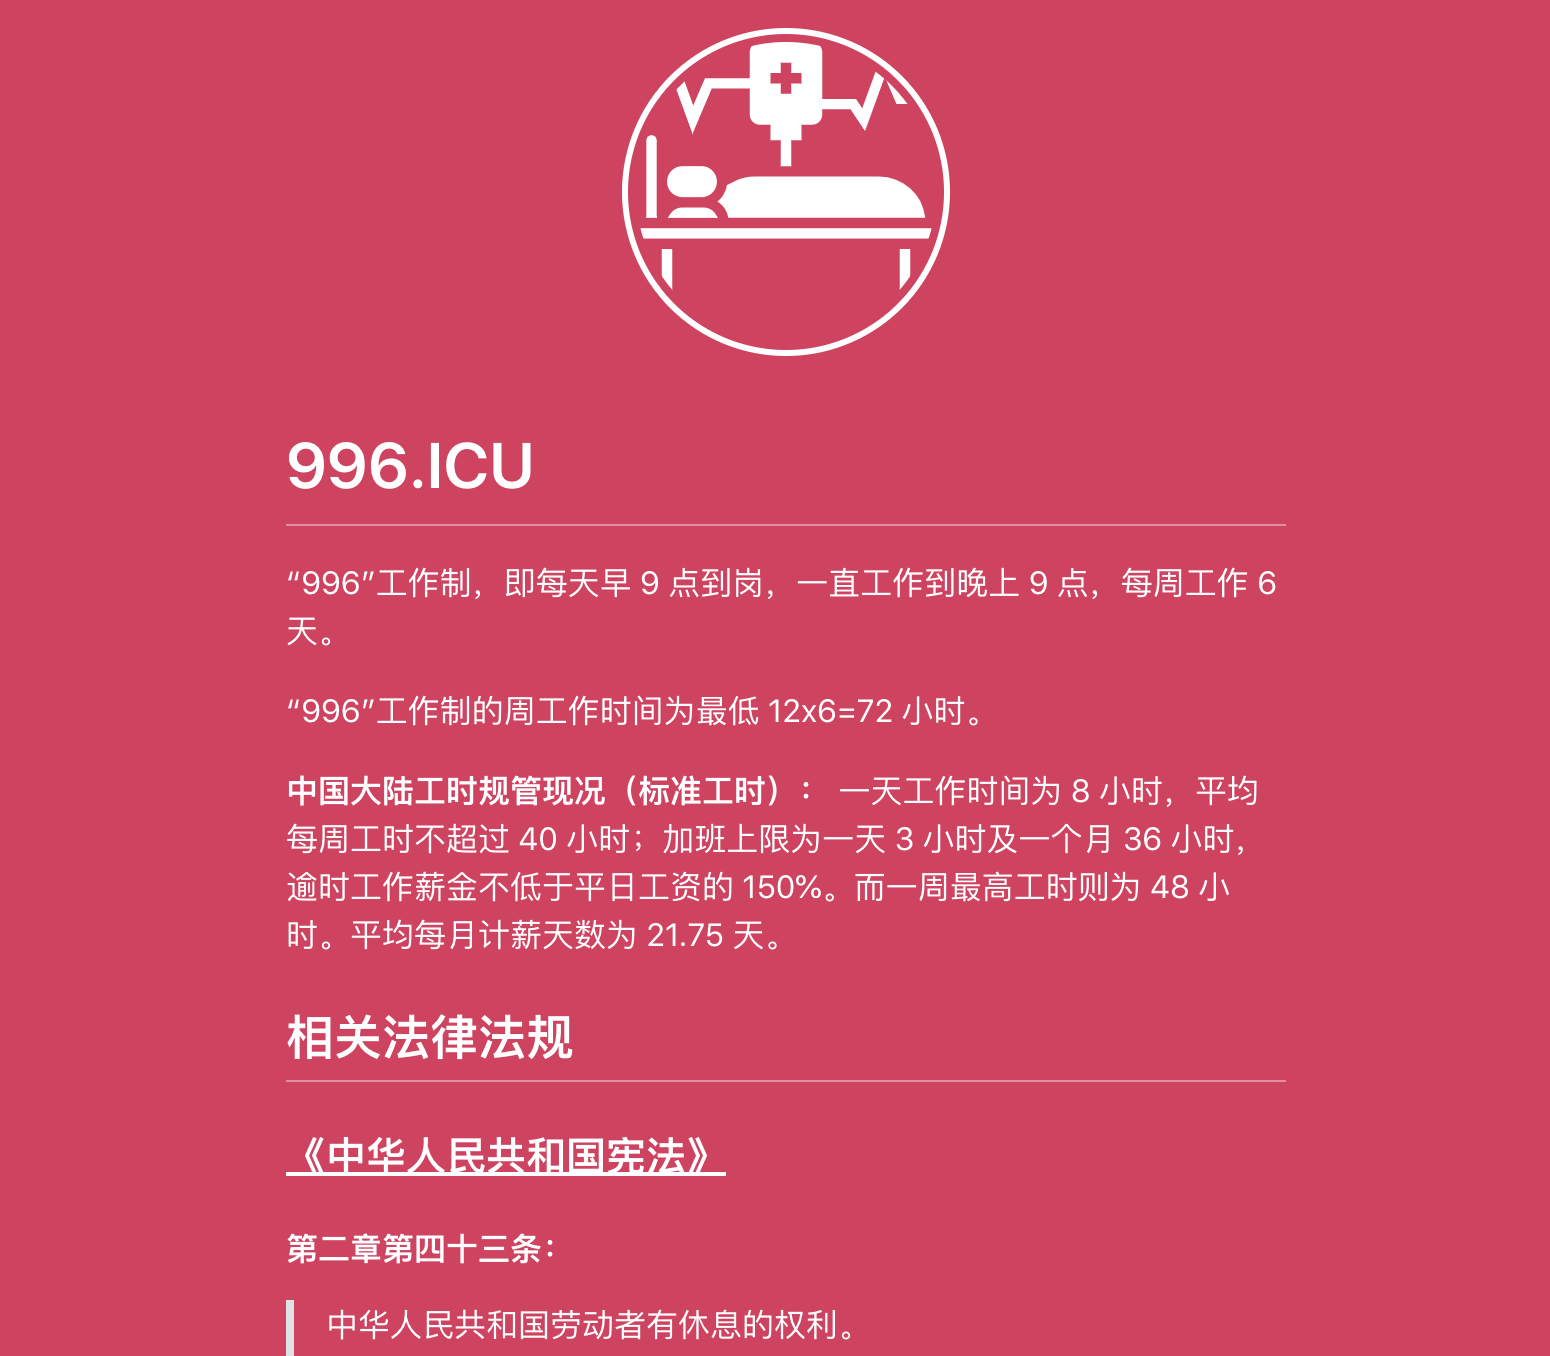 996.ICU
“996”工作制，即每天早 9 点到岗，一直工作到晚上 9 点，每周工作 6
天。
“996”工作制的周工作时间为最低 12x6=72 小时。
中国大陆工时规管现况（标准工时）： 一天工作时间为 8 小时，平均
每周工时不超过 40 小时；加班上限为一天 3 小时及一个月 36 小时，
逾时工作薪金不低于平日工资的 150%。而一周最高工时则为 48 小
时。平均每月计薪天数为 21.75 天。
相关法律法规
《中华人民共和国宪法》
第二章第四十三条：
中华人民共和国劳动者有休息的权利。